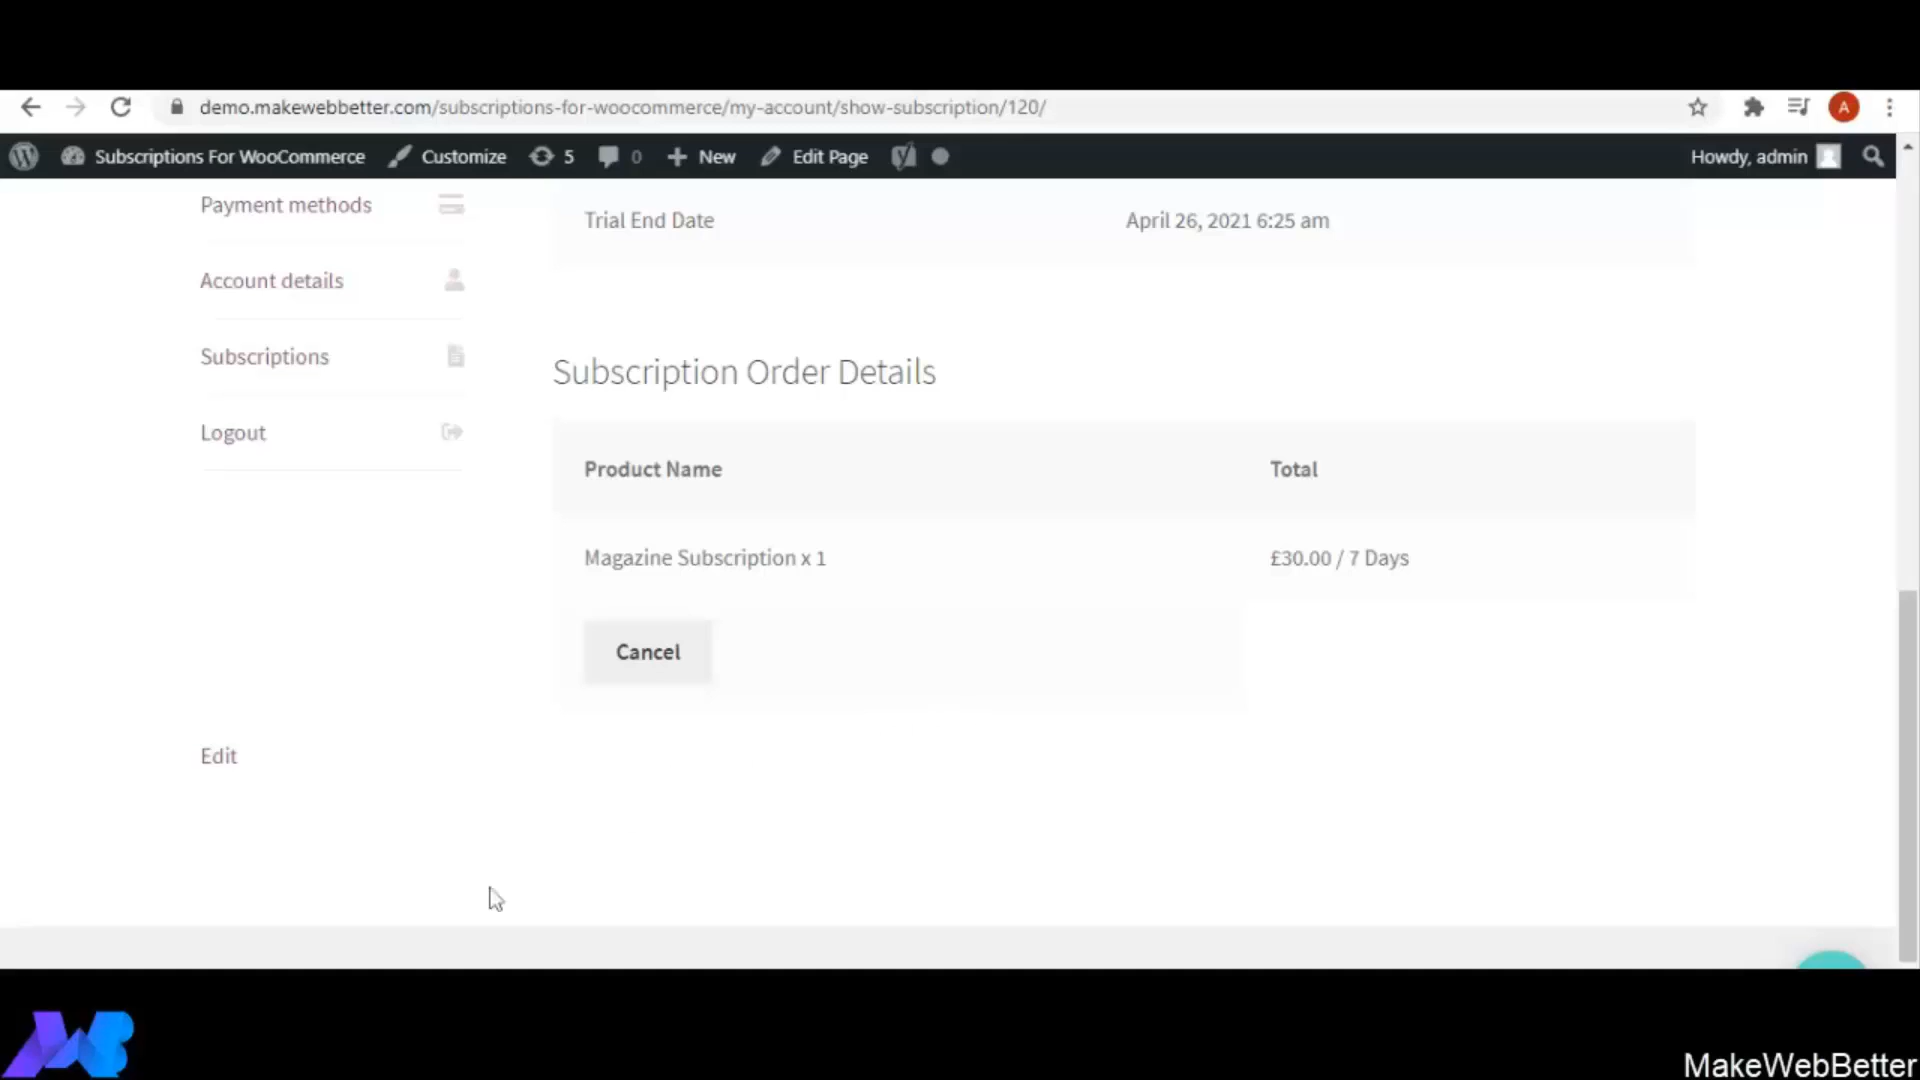 demo.makewebbetter.com/subscriptions-for-woocommerce/my-account/show-subscription/120/
A
Subscriptions For WooCommerce Customize 5 0 New Edit Page Howdy, admin
Payment methods
Trial End Date April 26, 2021 6:25 am
Account details
Subscriptions
Subscription Order Details
Logout
Product Name Total
Magazine Subscription x 1 £30.00 / 7 Days
Cancel
Edit
MakeWebBetter